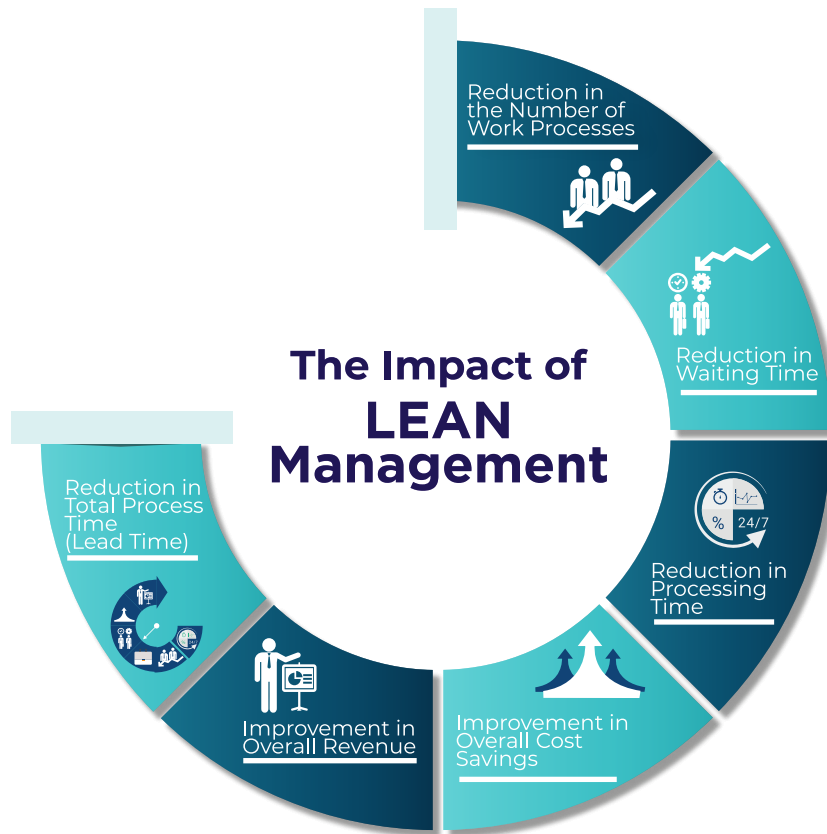 The Impact of
LEAN
Management
Reduction in
the Number of
Work Processes
Reduction in
Waiting Time
%
24/7
Reduction in
Processing
Time
Improvement in
Overall Cost
Savings
Improvement in
Overall Revenue
Reduction in
Total Process
Time
(Lead Time)